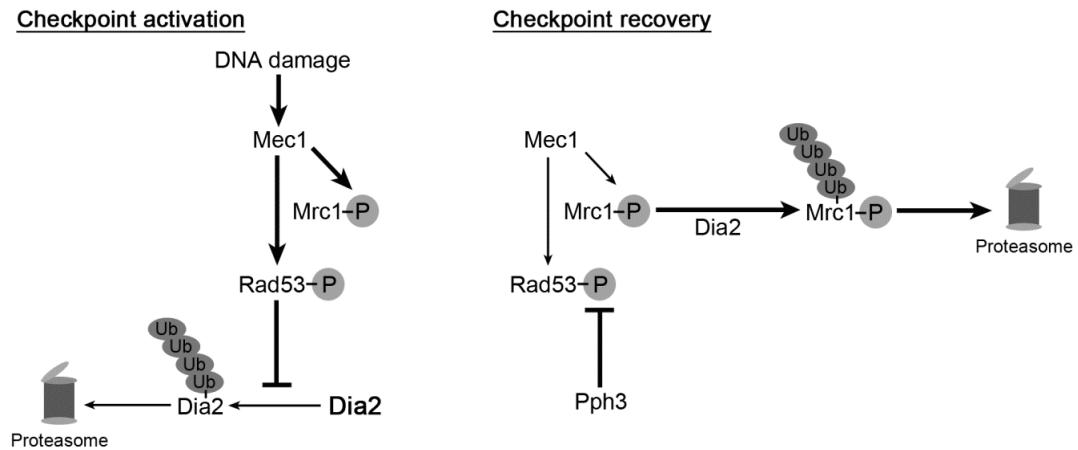 Checkpoint activation
DNA damage
Mec1
Mrc1-P
Rad53-P
Ub
Ub
Ub
Ub
Dia2
Dia2
Proteasome
Checkpoint recovery
Mec1
Ub
Ub
Ub
Ub
Mrc1-P
Dia2
Mrc1-P
Proteasome
Rad53-P
Pph3